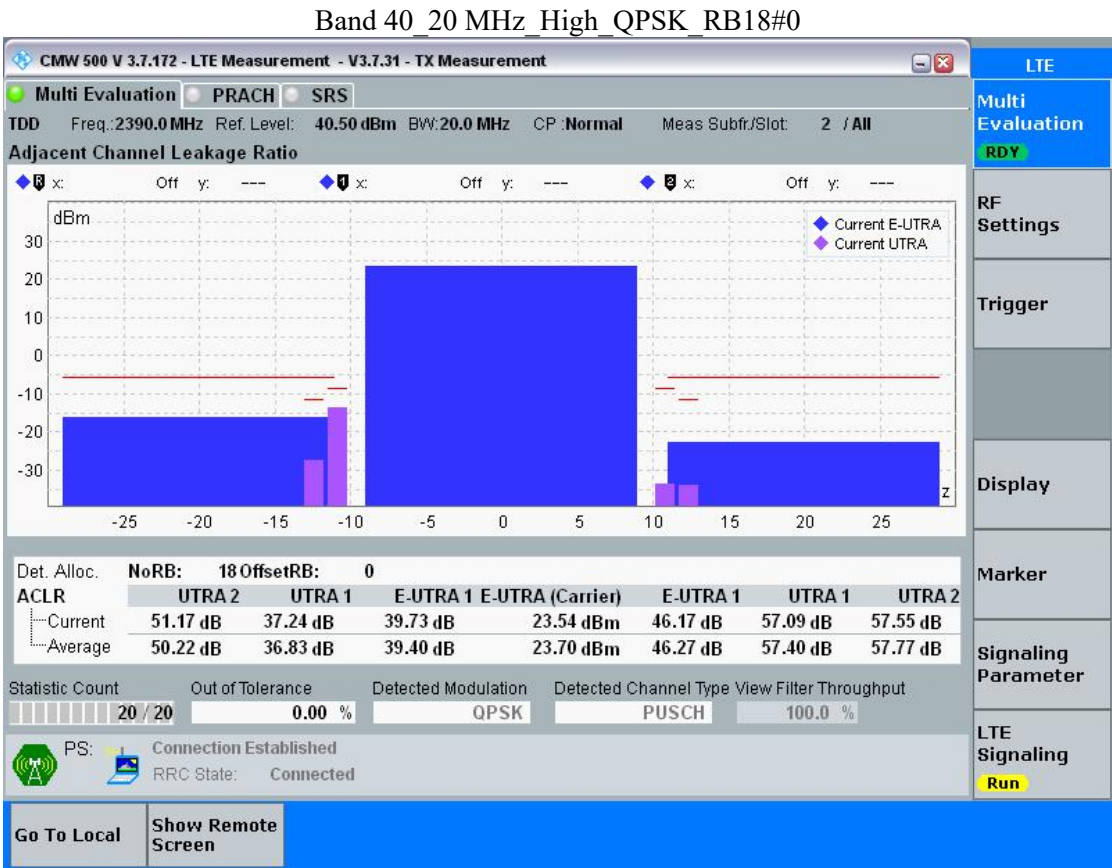 Band 40_20 MHz_High_QPSK_RB18#0
CMW 500 V 3.7.172 - LTE Measurement - V3.7.31 - TX Measurement
LTE
Multi Evaluation PRACH SRS
Multi
Evaluation
RDY
TDD Freq.:2390.0 MHz Ref. Level: 40.50 dBm BW:20.0 MHz CP :Normal Meas Subfr./Slot: 2 / All
Adjacent Channel Leakage Ratio
R x: Off y: --- 1 x: Off y: --- 2 x: Off y: ---
dBm
Current E-UTRA
Current UTRA
30
20
10
0
-10
-20
-30
z
-25 -20 -15 -10 -5 0 5 10 15 20 25
RF
Settings
Trigger
Display
Marker
Signaling
Parameter
LTE
Signaling
Run
Det. Alloc. NoRB: 18 OffsetRB: 0
ACLR UTRA 2 UTRA 1 E-UTRA 1 E-UTRA (Carrier) E-UTRA 1 UTRA 1 UTRA 2
Current 51.17 dB 37.24 dB 39.73 dB 23.54 dBm 46.17 dB 57.09 dB 57.55 dB
Average 50.22 dB 36.83 dB 39.40 dB 23.70 dBm 46.27 dB 57.40 dB 57.77 dB
Statistic Count Out of Tolerance Detected Modulation Detected Channel Type View Filter Throughput
20 / 20 0.00 % QPSK PUSCH 100.0 %
PS: Connection Established
RRC State: Connected
Go To Local
Show Remote
Screen